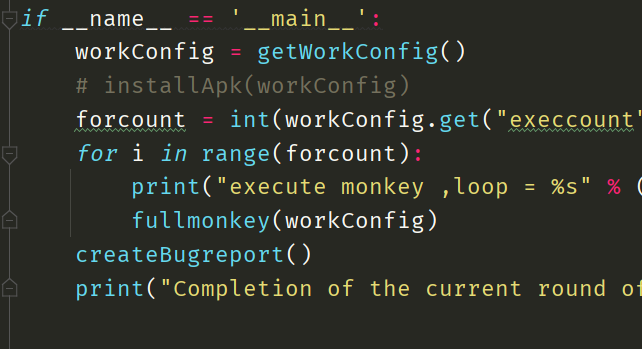 if __name__ == '__main__':
    workConfig = getWorkConfig()
    # installApk(workConfig)
    forcount = int(workConfig.get("execcount"
    for i in range(forcount):
        print("execute monkey ,loop = %s" % (
        fullmonkey(workConfig)
    createBugreport()
    print("Completion of the current round of